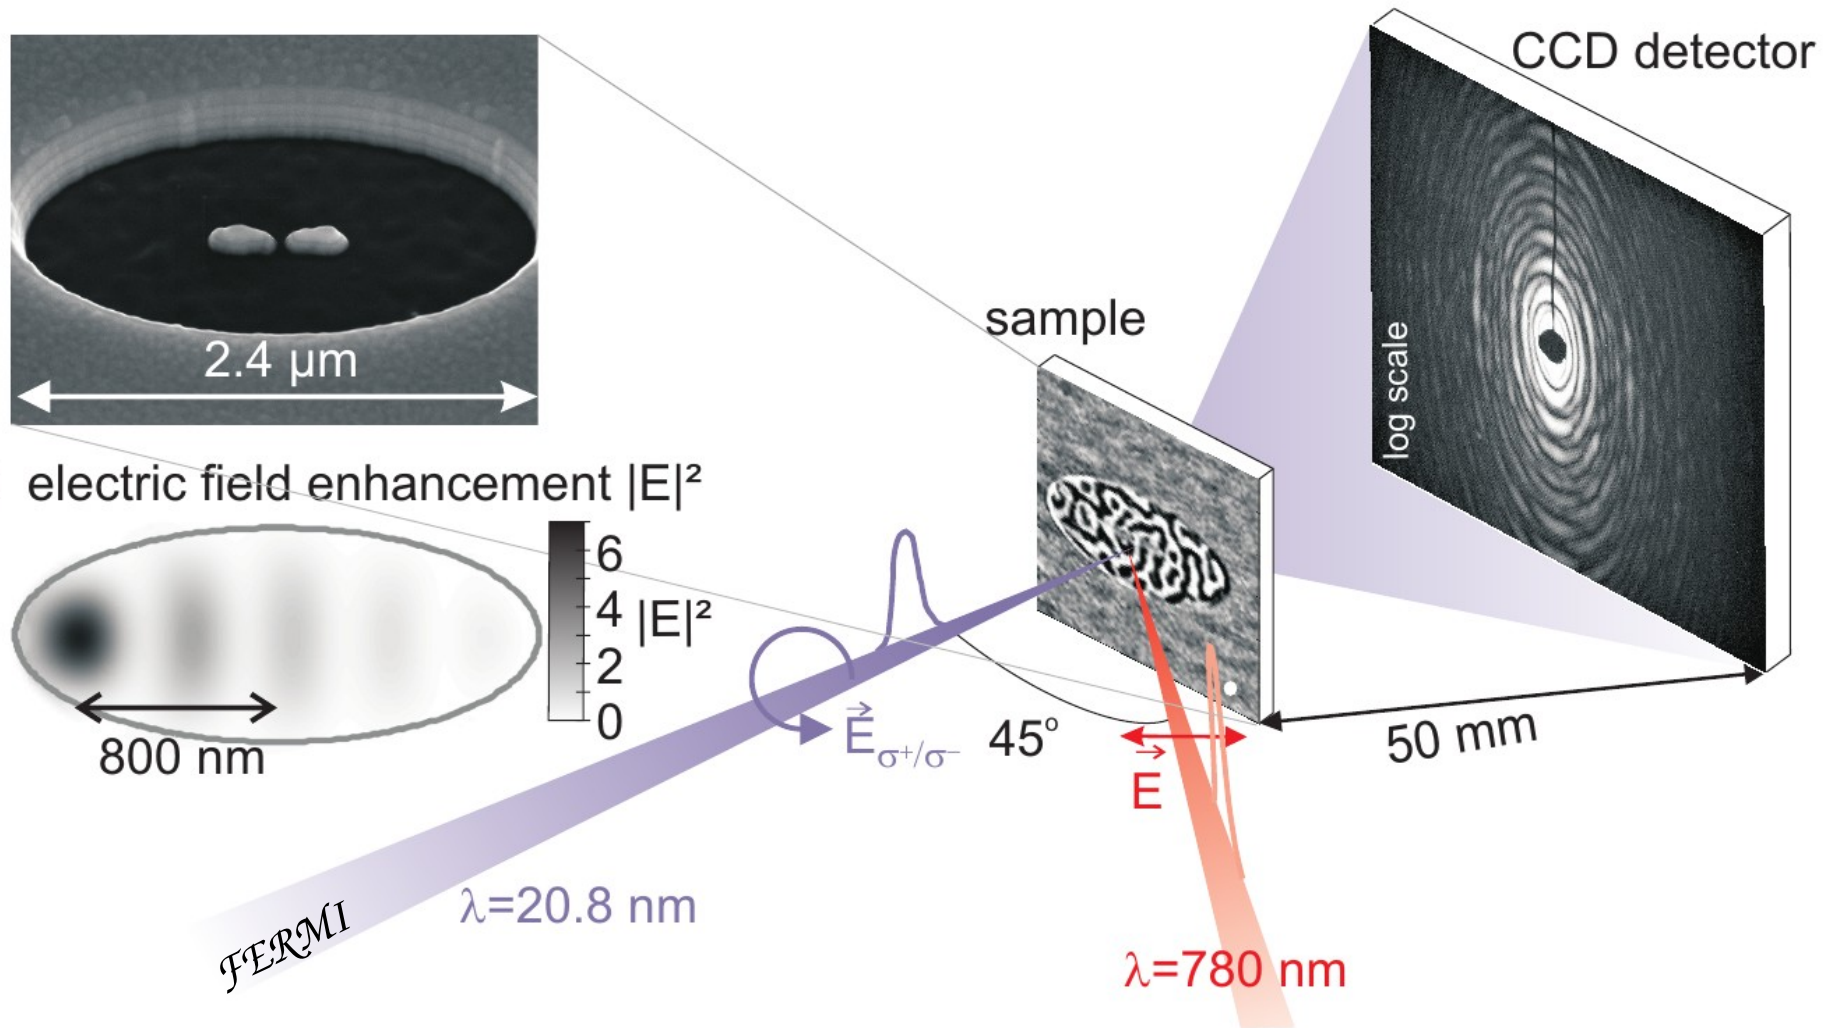 CCD detector
2.4 µm
sample
log scale
electric field enhancement |E|²
6
4
2
0
|E|²
800 nm
E σ⁺/σ⁻
45°
E
50 mm
λ=20.8 nm
FERMI
λ=780 nm